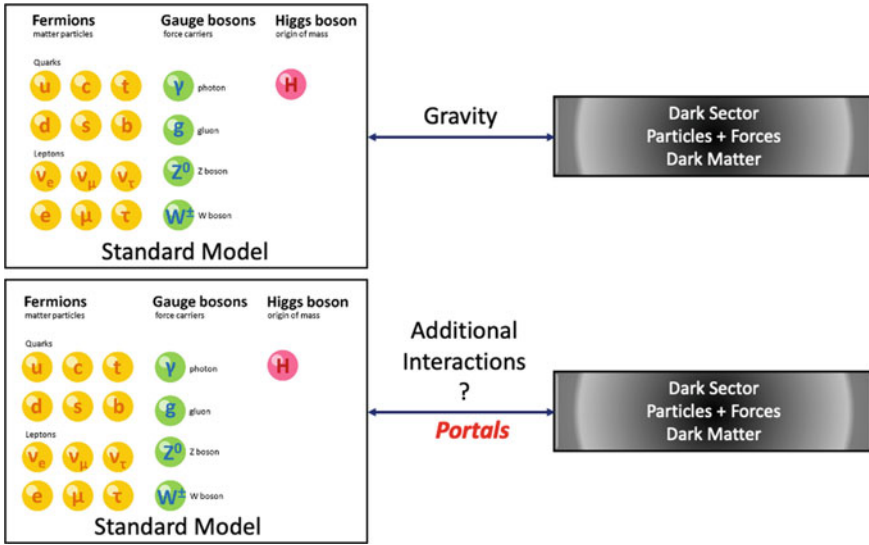 Fermions Gauge bosons Higgs boson
matter particles force carriers origin of mass
Quarks
u c t γ photon H
d s b g gluon
Leptons
νe νμ ντ Z⁰ Z boson
e μ τ W± W boson
Standard Model
Gravity
Dark Sector
Particles + Forces
Dark Matter
Fermions Gauge bosons Higgs boson
matter particles force carriers origin of mass
Quarks
u c t γ photon H
d s b g gluon
Leptons
νe νμ ντ Z⁰ Z boson
e μ τ W± W boson
Standard Model
Additional
Interactions
?
Portals
Dark Sector
Particles + Forces
Dark Matter